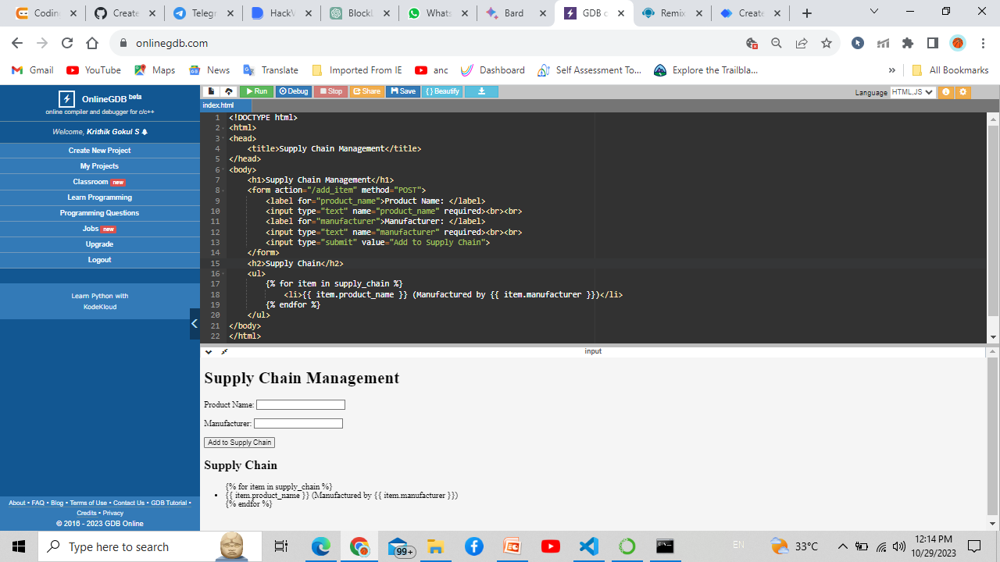 Codin
Create
Telegr
HackV
BlockL
Whats
Bard
GDB c
Remix
Create
onlinegdb.com
Gmail
YouTube
Maps
News
Translate
Imported From IE
anc
Dashboard
Self Assessment To...
Explore the Trailbla...
»
All Bookmarks
OnlineGDB beta
online compiler and debugger for c/c++
Welcome, Krithik Gokul S
Create New Project
My Projects
Classroom new
Learn Programming
Programming Questions
Jobs new
Upgrade
Logout
Learn Python with
KodeKloud
About • FAQ • Blog • Terms of Use • Contact Us • GDB Tutorial •
Credits • Privacy
© 2016 - 2023 GDB Online
Run Debug Stop Share Save { } Beautify
Language HTML,JS
index.html
1 <!DOCTYPE html>
2 <html>
3 <head>
4 <title>Supply Chain Management</title>
5 </head>
6 <body>
7 <h1>Supply Chain Management</h1>
8 <form action="/add_item" method="POST">
9 <label for="product_name">Product Name: </label>
10 <input type="text" name="product_name" required><br><br>
11 <label for="manufacturer">Manufacturer: </label>
12 <input type="text" name="manufacturer" required><br><br>
13 <input type="submit" value="Add to Supply Chain">
14 </form>
15 <h2>Supply Chain</h2>
16 <ul>
17 {% for item in supply_chain %}
18 <li>{{ item.product_name }} (Manufactured by {{ item.manufacturer }})</li>
19 {% endfor %}
20 </ul>
21 </body>
22 </html>
input
Supply Chain Management
Product Name:
Manufacturer:
Add to Supply Chain
Supply Chain
{% for item in supply_chain %}
• {{ item.product_name }} (Manufactured by {{ item.manufacturer }})
{% endfor %}
Type here to search
99+
EN
33°C
12:14 PM
10/29/2023